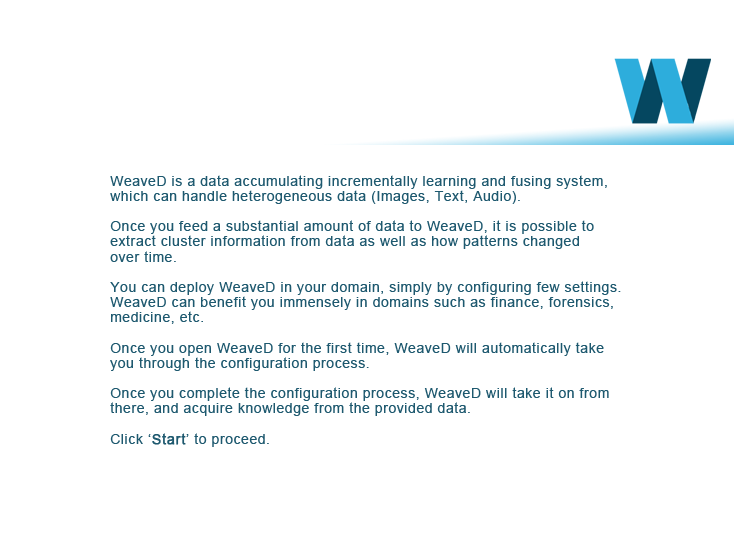 W
WeaveD is a data accumulating incrementally learning and fusing system,
which can handle heterogeneous data (Images, Text, Audio).
Once you feed a substantial amount of data to WeaveD, it is possible to
extract cluster information from data as well as how patterns changed
over time.
You can deploy WeaveD in your domain, simply by configuring few settings.
WeaveD can benefit you immensely in domains such as finance, forensics,
medicine, etc.
Once you open WeaveD for the first time, WeaveD will automatically take
you through the configuration process.
Once you complete the configuration process, WeaveD will take it on from
there, and acquire knowledge from the provided data.
Click ‘Start’ to proceed.